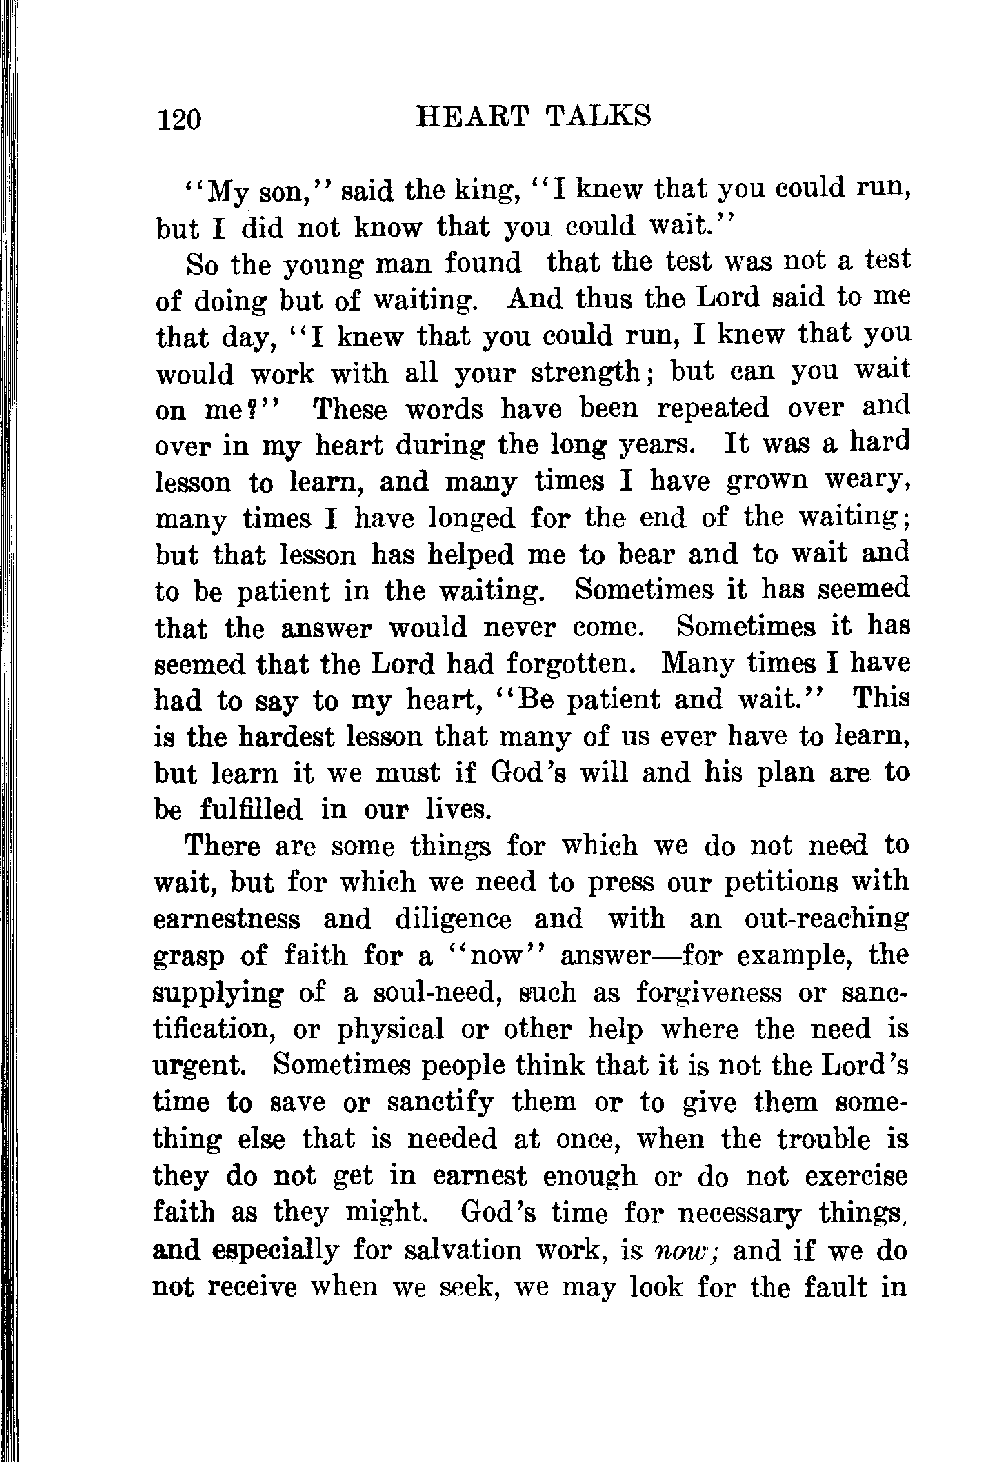 120 HEART TALKS
"My son," said the king, "I knew that you could run,
but I did not know that you could wait."
So the young man found that the test was not a test
of doing but of waiting. And thus the Lord said to me
that day, "I knew that you could run, I knew that you
would work with all your strength; but can you wait
on me?" These words have been repeated over and
over in my heart during the long years. It was a hard
lesson to learn, and many times I have grown weary,
many times I have longed for the end of the waiting;
but that lesson has helped me to bear and to wait and
to be patient in the waiting. Sometimes it has seemed
that the answer would never come. Sometimes it has
seemed that the Lord had forgotten. Many times I have
had to say to my heart, "Be patient and wait." This
is the hardest lesson that many of us ever have to learn,
but learn it we must if God's will and his plan are to
be fulfilled in our lives.
There are some things for which we do not need to
wait, but for which we need to press our petitions with
earnestness and diligence and with an out-reaching
grasp of faith for a "now" answer—for example, the
supplying of a soul-need, such as forgiveness or sanc-
tification, or physical or other help where the need is
urgent. Sometimes people think that it is not the Lord's
time to save or sanctify them or to give them some-
thing else that is needed at once, when the trouble is
they do not get in earnest enough or do not exercise
faith as they might. God's time for necessary things,
and especially for salvation work, is now; and if we do
not receive when we seek, we may look for the fault in